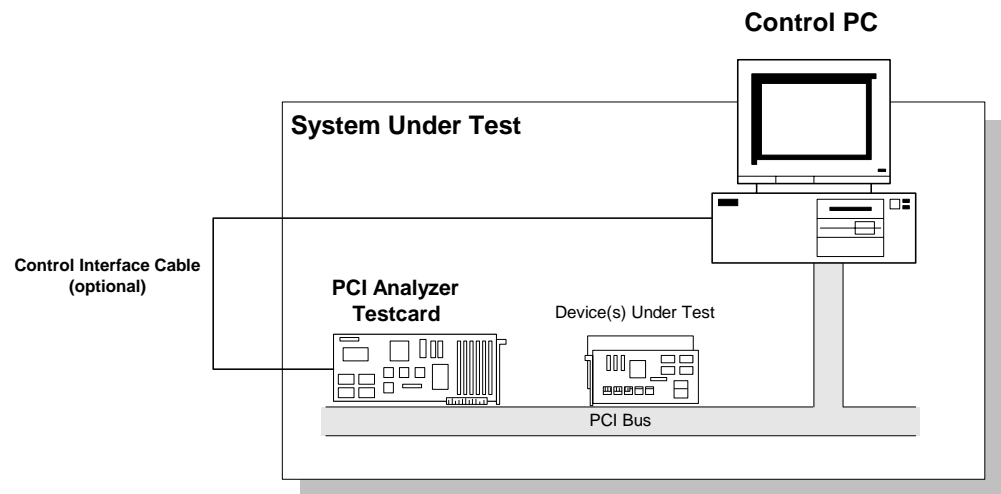 Control PC
System Under Test
Control Interface Cable
(optional)
PCI Analyzer
Testcard
Device(s) Under Test
PCI Bus